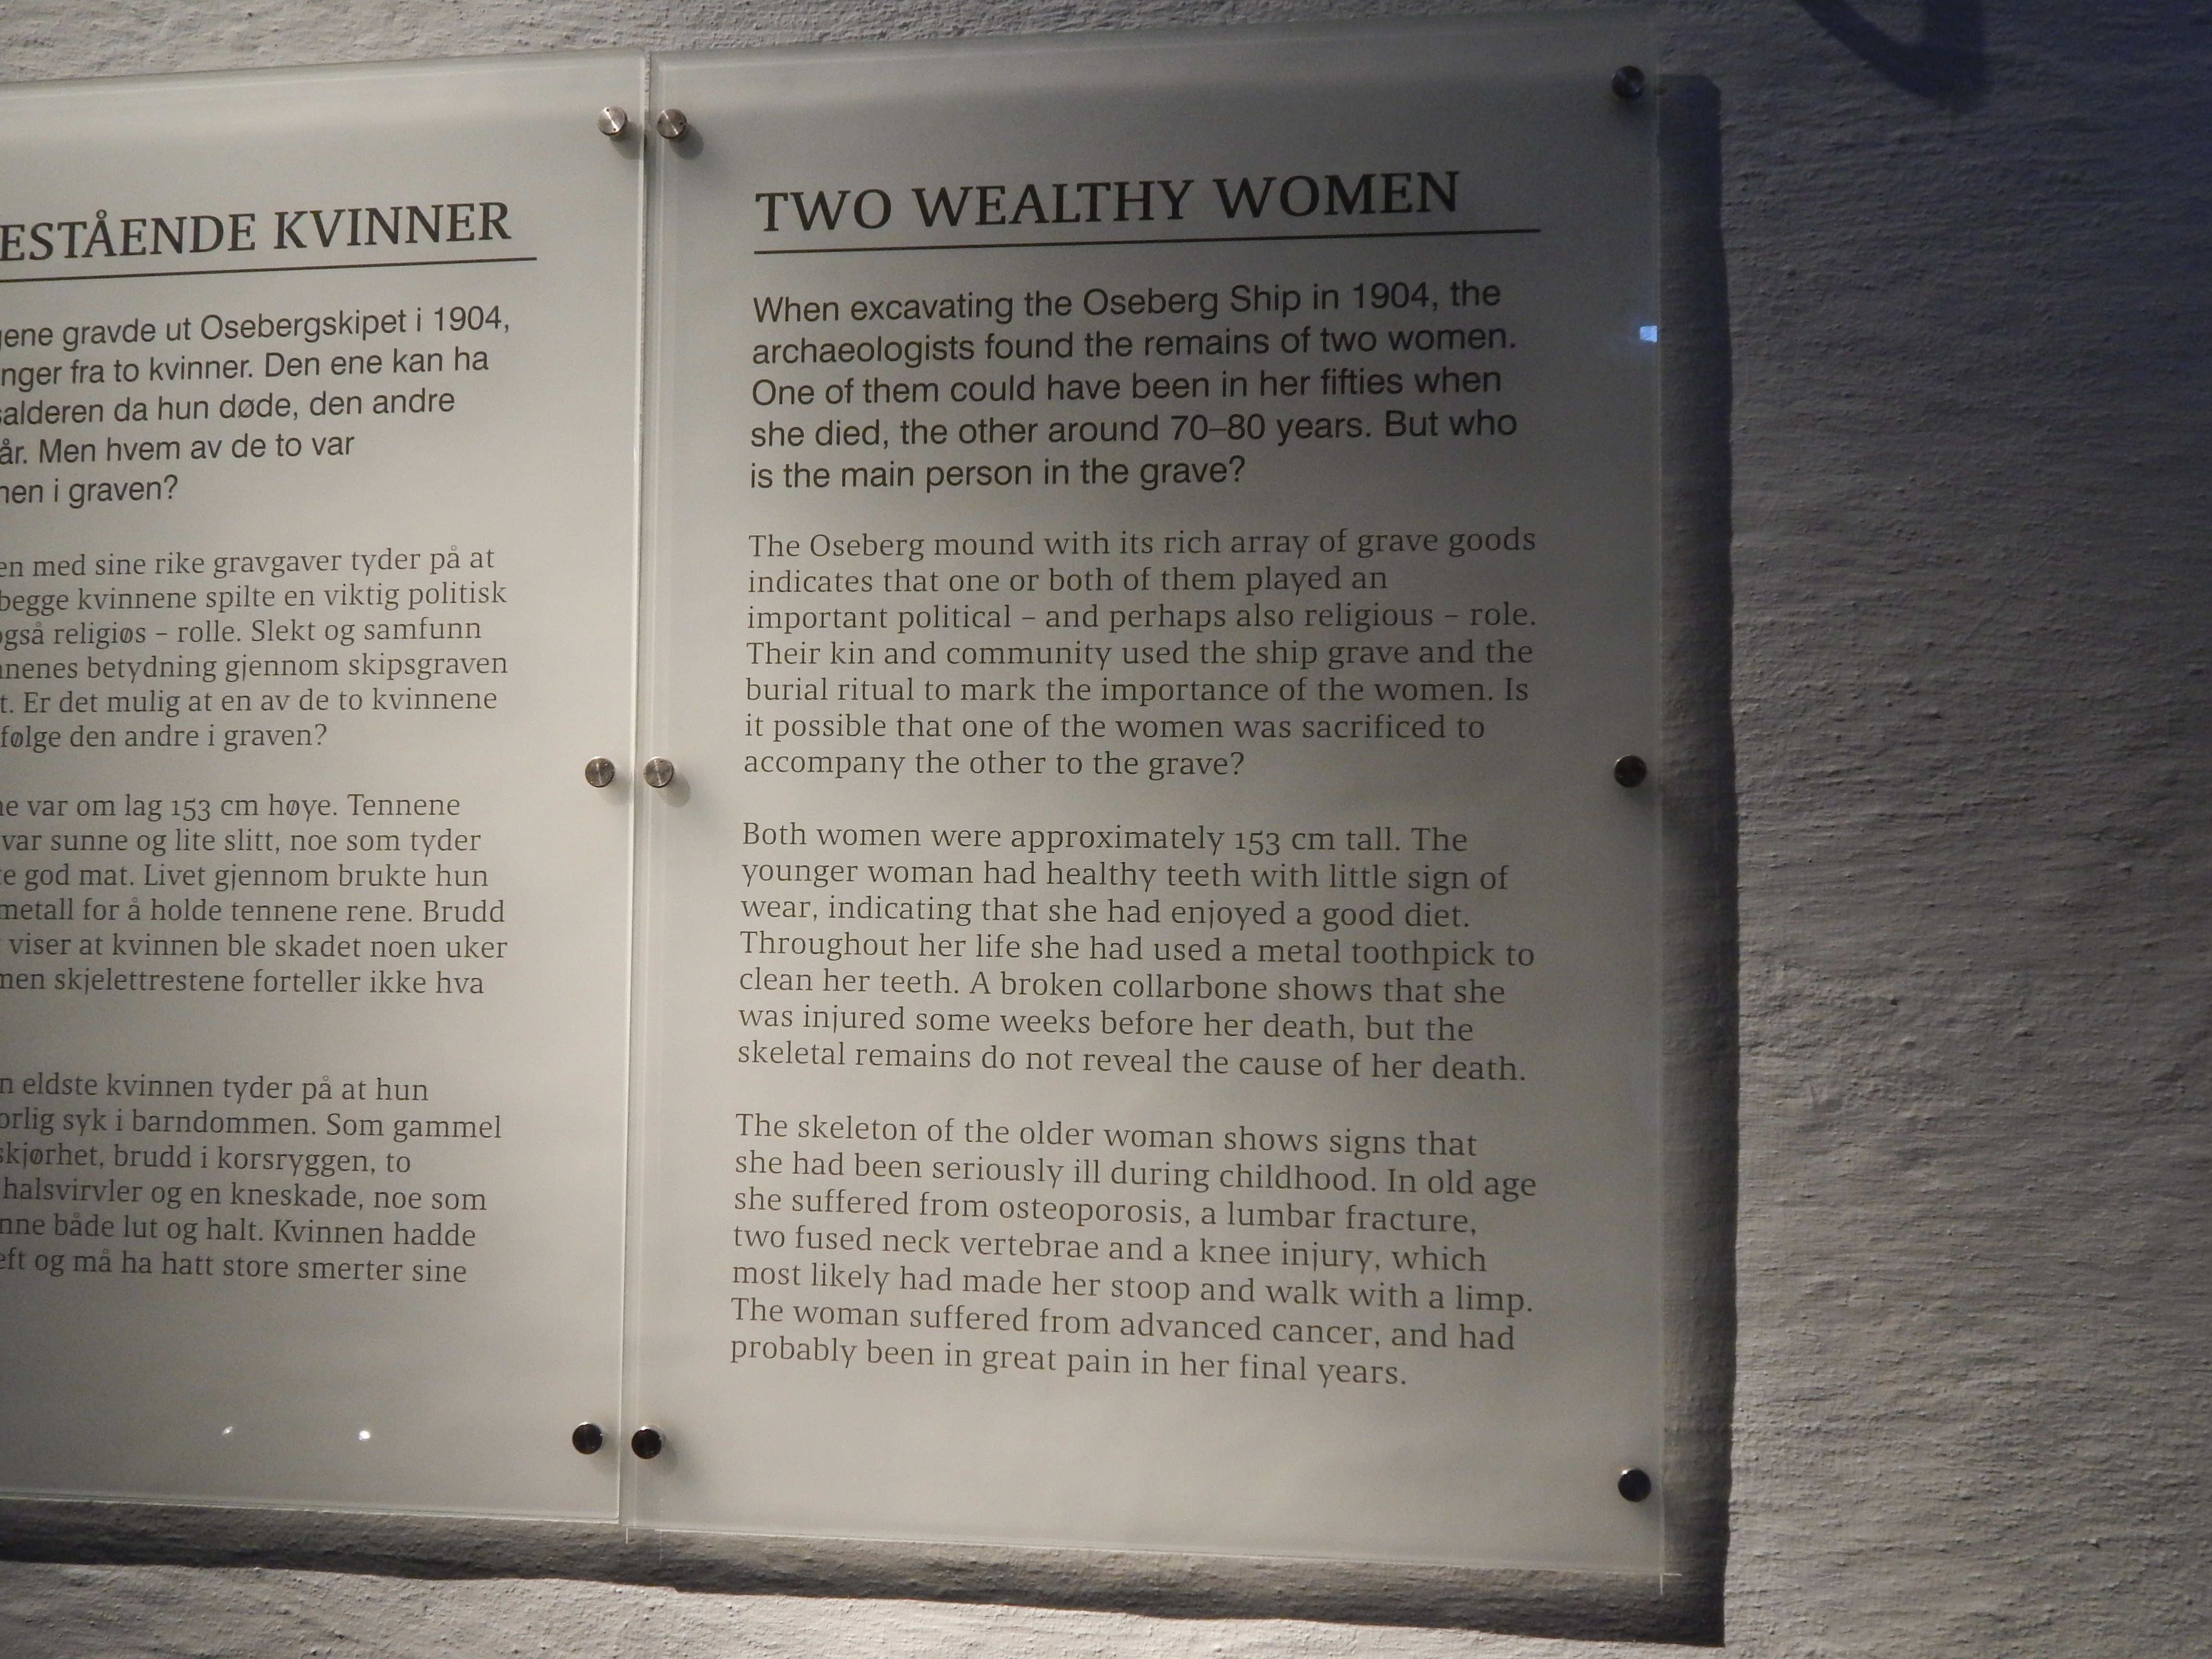 ESTÅENDE KVINNER
gene gravde ut Osebergskipet i 1904,
nger fra to kvinner. Den ene kan ha
salderen da hun døde, den andre
år. Men hvem av de to var
nen i graven?
en med sine rike gravgaver tyder på at
begge kvinnene spilte en viktig politisk
også religiøs – rolle. Slekt og samfunn
nnenes betydning gjennom skipsgraven
t. Er det mulig at en av de to kvinnene
følge den andre i graven?
ne var om lag 153 cm høye. Tennene
var sunne og lite slitt, noe som tyder
te god mat. Livet gjennom brukte hun
metall for å holde tennene rene. Brudd
viser at kvinnen ble skadet noen uker
men skjelettrestene forteller ikke hva
n eldste kvinnen tyder på at hun
orlig syk i barndommen. Som gammel
skjørhet, brudd i korsryggen, to
halsvirvler og en kneskade, noe som
nne både lut og halt. Kvinnen hadde
eft og må ha hatt store smerter sine
TWO WEALTHY WOMEN
When excavating the Oseberg Ship in 1904, the
archaeologists found the remains of two women.
One of them could have been in her fifties when
she died, the other around 70–80 years. But who
is the main person in the grave?
The Oseberg mound with its rich array of grave goods
indicates that one or both of them played an
important political – and perhaps also religious – role.
Their kin and community used the ship grave and the
burial ritual to mark the importance of the women. Is
it possible that one of the women was sacrificed to
accompany the other to the grave?
Both women were approximately 153 cm tall. The
younger woman had healthy teeth with little sign of
wear, indicating that she had enjoyed a good diet.
Throughout her life she had used a metal toothpick to
clean her teeth. A broken collarbone shows that she
was injured some weeks before her death, but the
skeletal remains do not reveal the cause of her death.
The skeleton of the older woman shows signs that
she had been seriously ill during childhood. In old age
she suffered from osteoporosis, a lumbar fracture,
two fused neck vertebrae and a knee injury, which
most likely had made her stoop and walk with a limp.
The woman suffered from advanced cancer, and had
probably been in great pain in her final years.